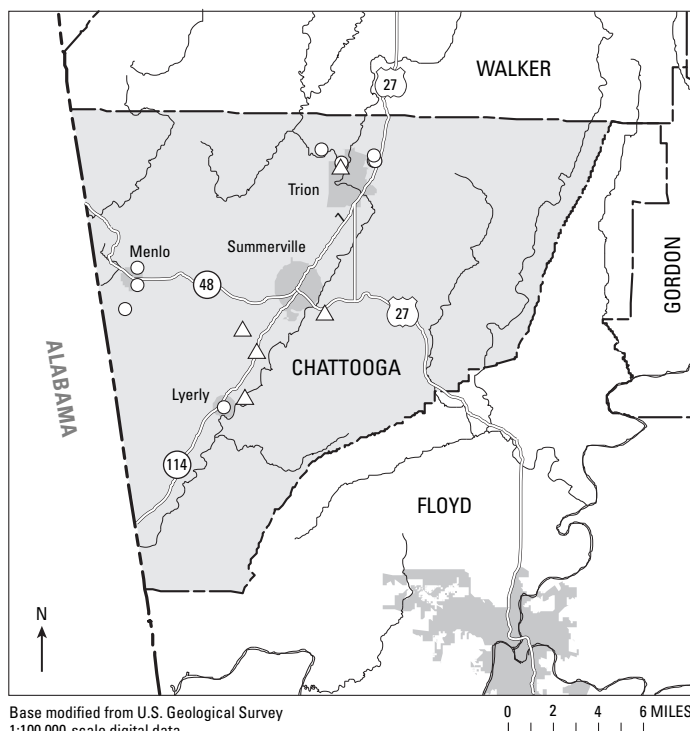 WALKER
27
Trion
Menlo
Summerville
48
27
GORDON
ALABAMA
CHATTOOGA
Lyerly
114
FLOYD
N
Base modified from U.S. Geological Survey
1:100,000-scale digital data
0 2 4 6 MILES